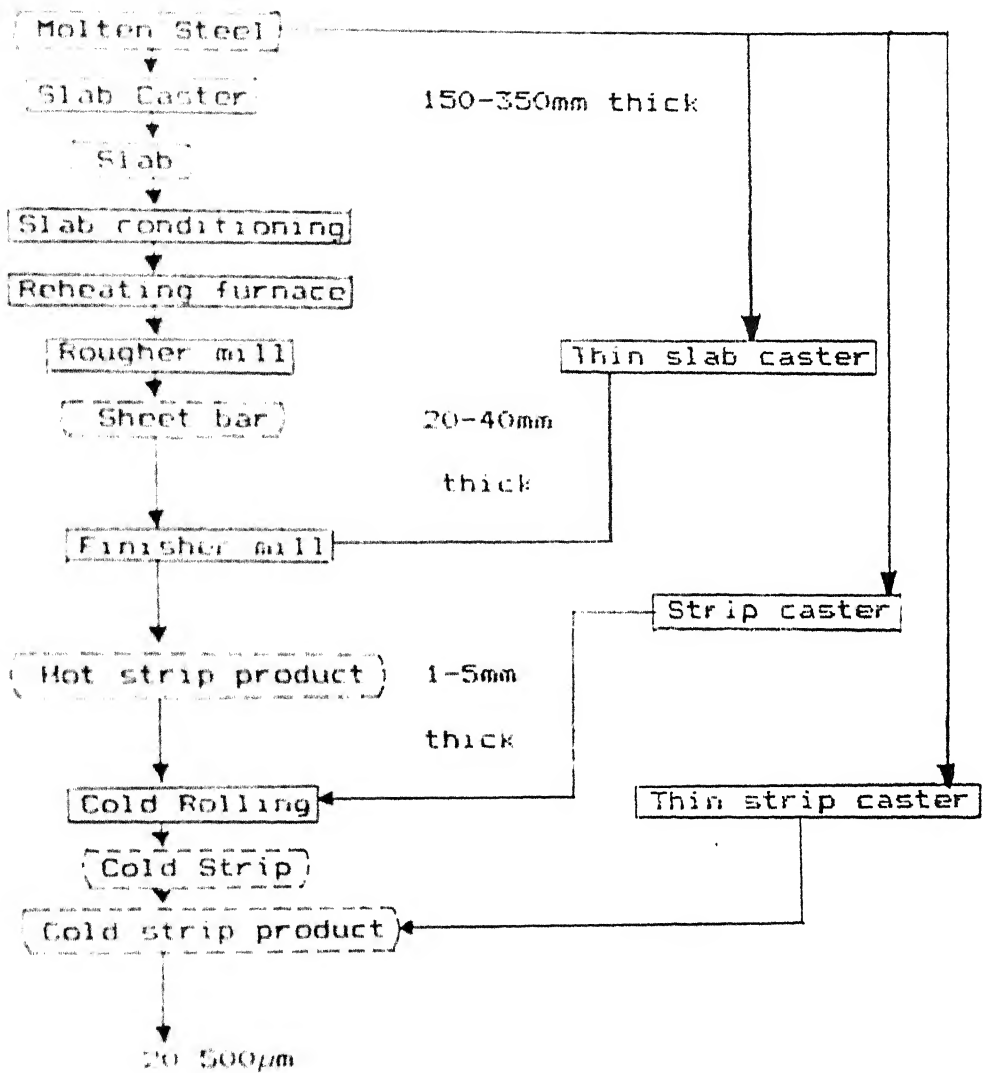 Molten Steel
Slab Caster
150-350mm thick
Slab
Slab conditioning
Reheating furnace
Rougher mill
Thin slab caster
Sheet bar
20-40mm
thick
Finisher mill
Strip caster
Hot strip product
1-5mm
thick
Cold Rolling
Thin strip caster
Cold Strip
Cold strip product
20 500μm